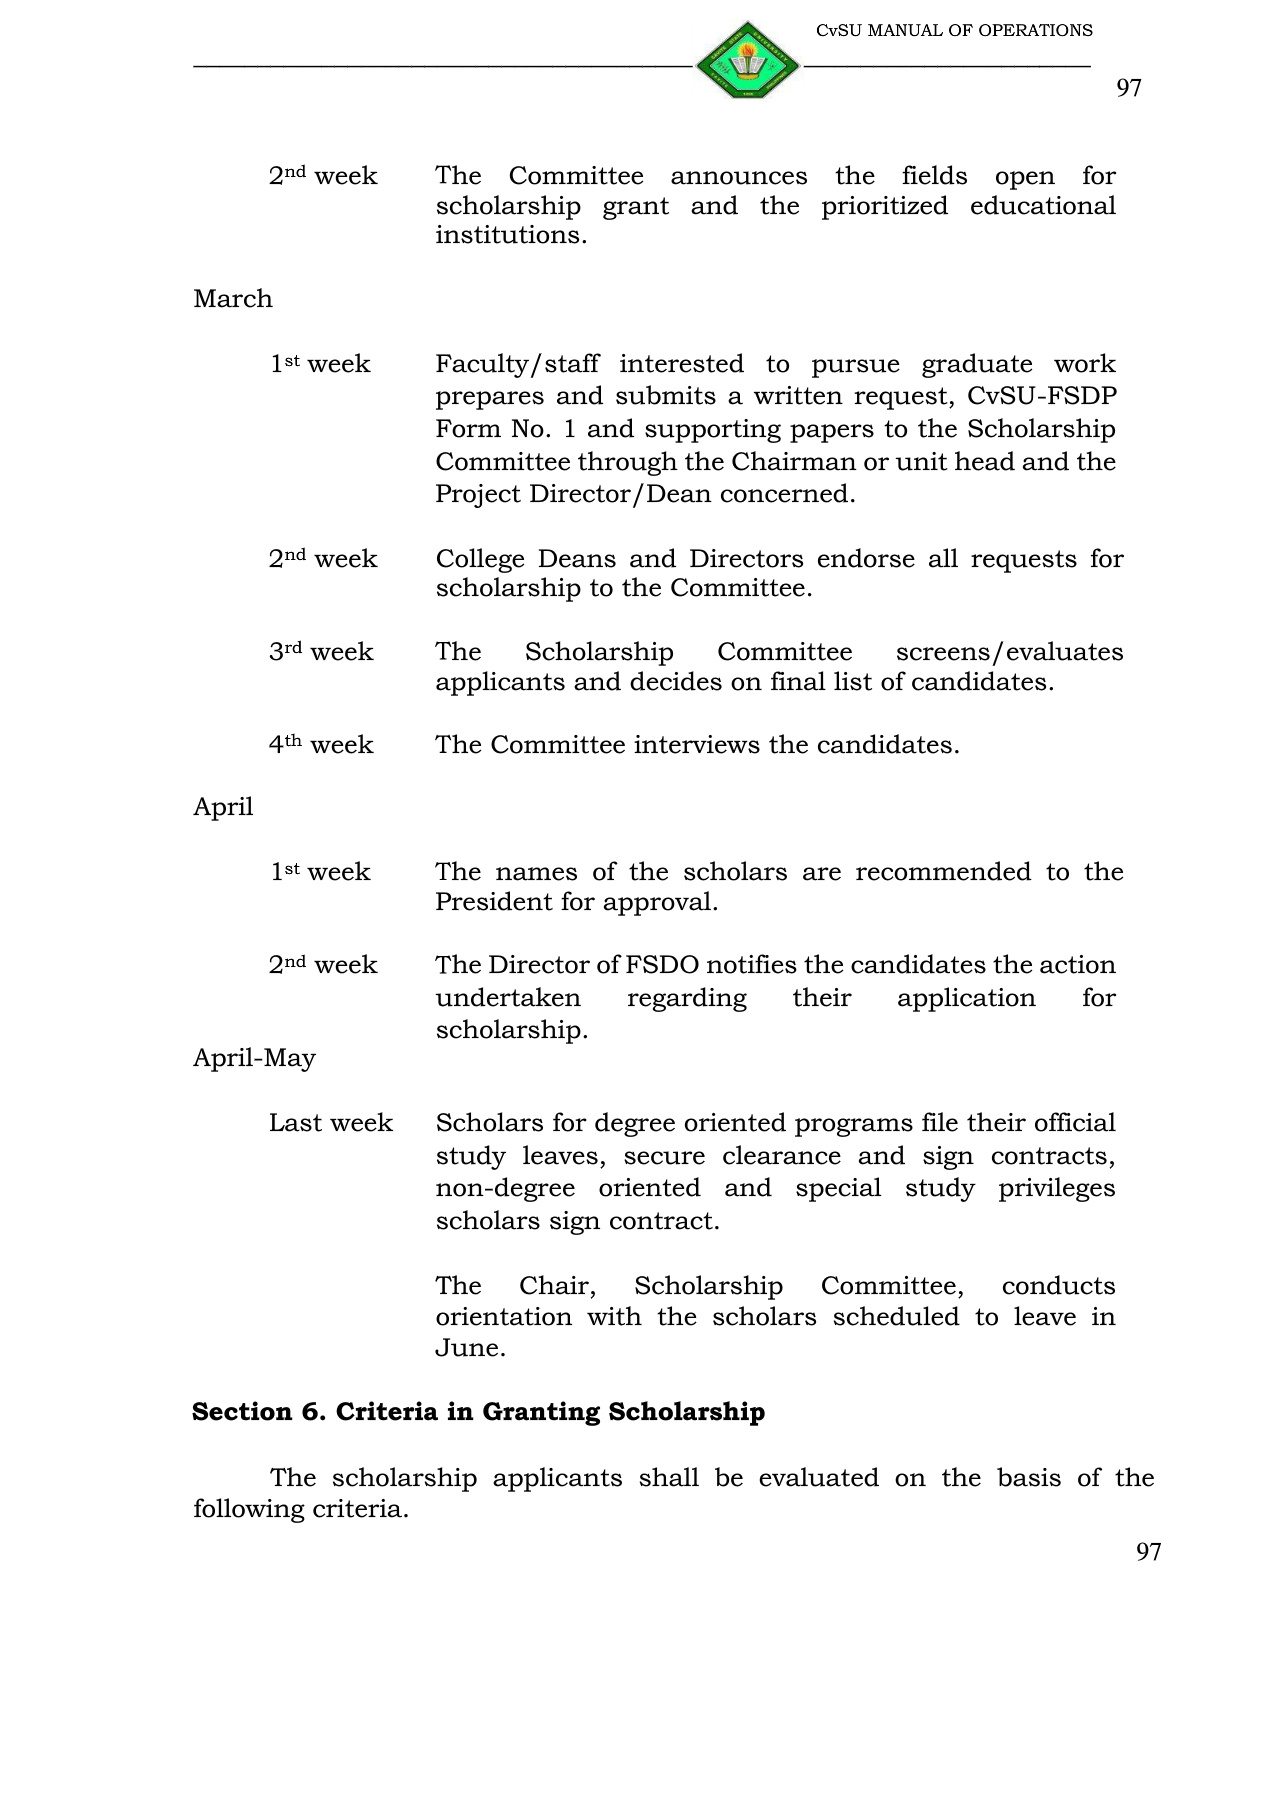 CvSU MANUAL OF OPERATIONS
97
2nd week The Committee announces the fields open for
scholarship grant and the prioritized educational
institutions.
March
1st week Faculty/staff interested to pursue graduate work
prepares and submits a written request, CvSU-FSDP
Form No. 1 and supporting papers to the Scholarship
Committee through the Chairman or unit head and the
Project Director/Dean concerned.
2nd week College Deans and Directors endorse all requests for
scholarship to the Committee.
3rd week The Scholarship Committee screens/evaluates
applicants and decides on final list of candidates.
4th week The Committee interviews the candidates.
April
1st week The names of the scholars are recommended to the
President for approval.
2nd week The Director of FSDO notifies the candidates the action
undertaken regarding their application for
scholarship.
April-May
Last week Scholars for degree oriented programs file their official
study leaves, secure clearance and sign contracts,
non-degree oriented and special study privileges
scholars sign contract.
The Chair, Scholarship Committee, conducts
orientation with the scholars scheduled to leave in
June.
Section 6. Criteria in Granting Scholarship
The scholarship applicants shall be evaluated on the basis of the
following criteria.
97